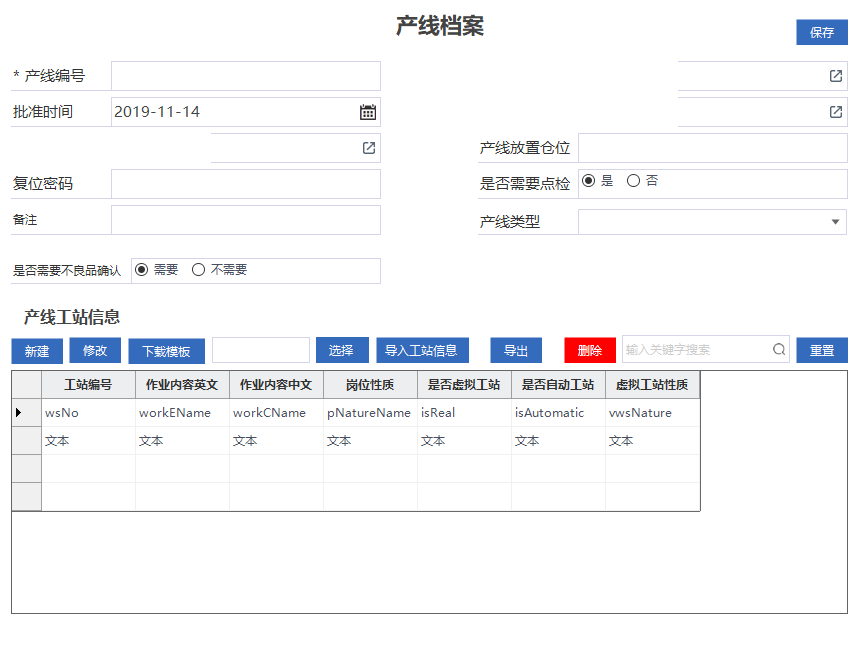 产线档案
保存
* 产线编号
批准时间 2019-11-14
产线放置仓位
复位密码 是否需要点检 是 否
备注 产线类型
是否需要不良品确认 需要 不需要
产线工站信息
新建 修改 下载模板 选择 导入工站信息 导出 删除 输入关键字搜索 重置
工站编号 作业内容英文 作业内容中文 岗位性质 是否虚拟工站 是否自动工站 虚拟工站性质
wsNo workEName workCName pNatureName isReal isAutomatic vwsNature
文本 文本 文本 文本 文本 文本 文本